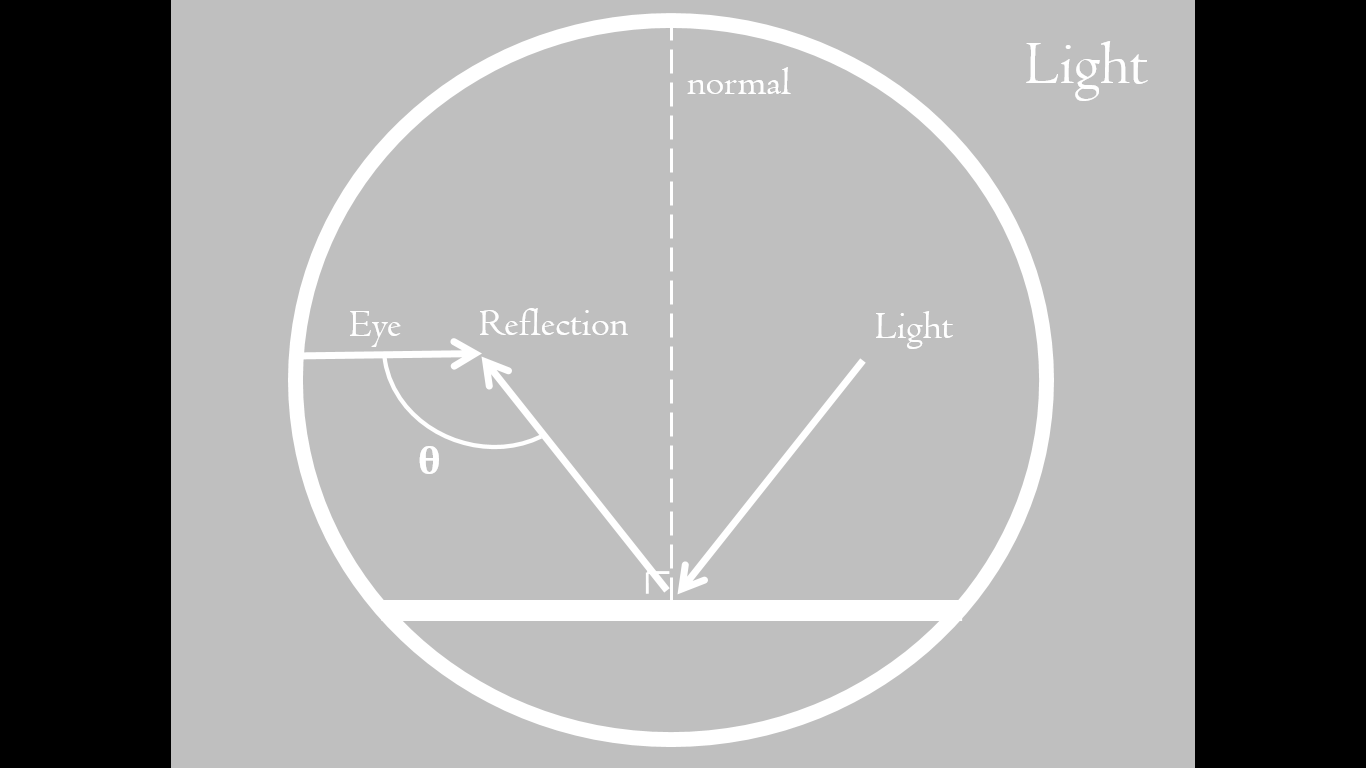 Light
normal
Eye
Reflection
Light
θ